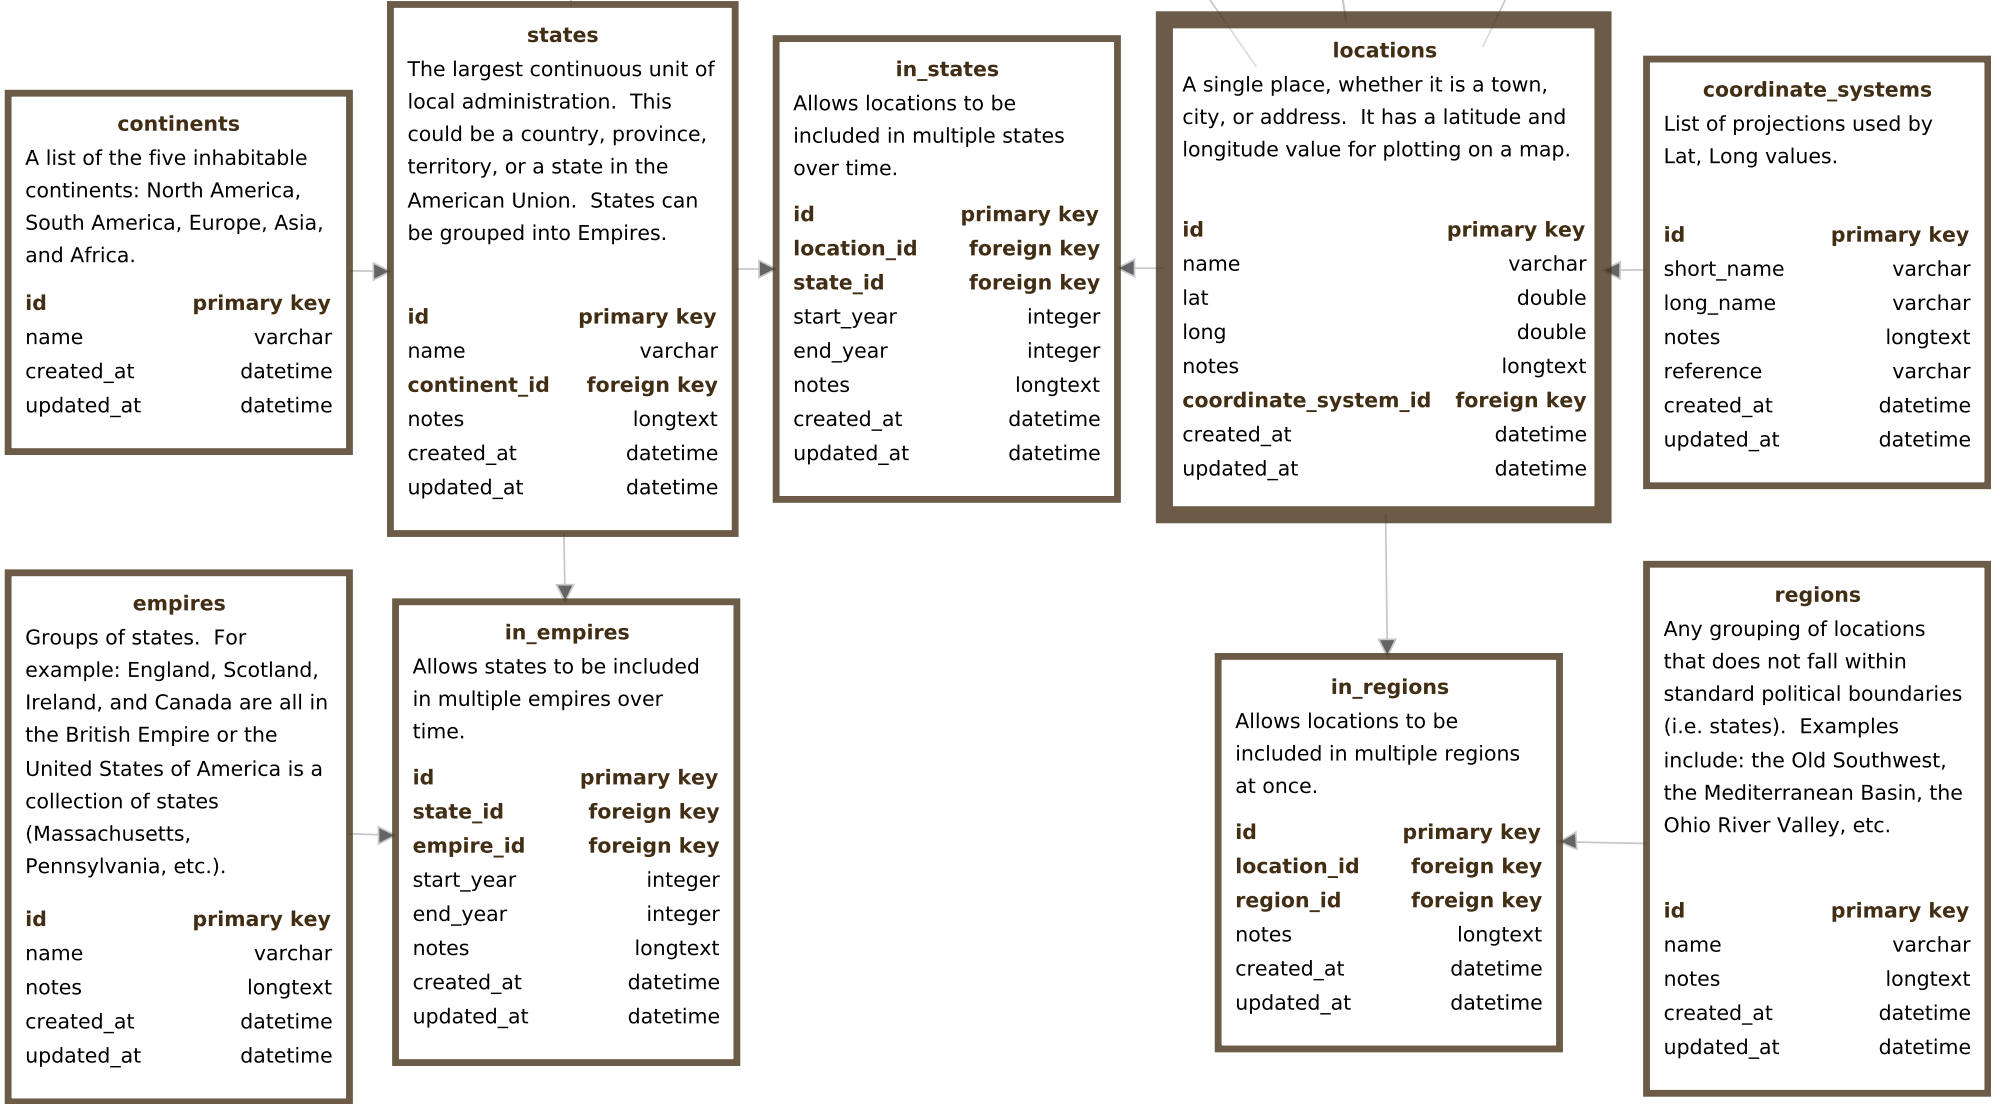 continents
A list of the five inhabitable
continents: North America,
South America, Europe, Asia,
and Africa.
id primary key
name varchar
created_at datetime
updated_at datetime
states
The largest continuous unit of
local administration.  This
could be a country, province,
territory, or a state in the
American Union.  States can
be grouped into Empires.
id primary key
name varchar
continent_id foreign key
notes longtext
created_at datetime
updated_at datetime
in_states
Allows locations to be
included in multiple states
over time.
id primary key
location_id foreign key
state_id foreign key
start_year integer
end_year integer
notes longtext
created_at datetime
updated_at datetime
locations
A single place, whether it is a town,
city, or address.  It has a latitude and
longitude value for plotting on a map.
id primary key
name varchar
lat double
long double
notes longtext
coordinate_system_id foreign key
created_at datetime
updated_at datetime
coordinate_systems
List of projections used by
Lat, Long values.
id primary key
short_name varchar
long_name varchar
notes longtext
reference varchar
created_at datetime
updated_at datetime
empires
Groups of states.  For
example: England, Scotland,
Ireland, and Canada are all in
the British Empire or the
United States of America is a
collection of states
(Massachusetts,
Pennsylvania, etc.).
id primary key
name varchar
notes longtext
created_at datetime
updated_at datetime
in_empires
Allows states to be included
in multiple empires over
time.
id primary key
state_id foreign key
empire_id foreign key
start_year integer
end_year integer
notes longtext
created_at datetime
updated_at datetime
in_regions
Allows locations to be
included in multiple regions
at once.
id primary key
location_id foreign key
region_id foreign key
notes longtext
created_at datetime
updated_at datetime
regions
Any grouping of locations
that does not fall within
standard political boundaries
(i.e. states).  Examples
include: the Old Southwest,
the Mediterranean Basin, the
Ohio River Valley, etc.
id primary key
name varchar
notes longtext
created_at datetime
updated_at datetime